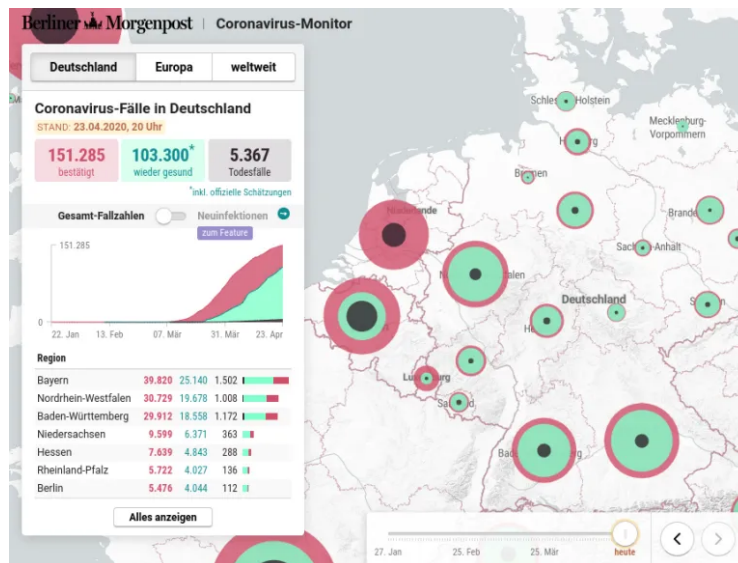 Berliner Morgenpost | Coronavirus-Monitor
Deutschland Europa weltweit
Coronavirus-Fälle in Deutschland
STAND: 23.04.2020, 20 Uhr
151.285 103.300* 5.367
bestätigt wieder gesund Todesfälle
*inkl. offizielle Schätzungen
Gesamt-Fallzahlen Neuinfektionen
zum Feature
151.285
0
22. Jan 13. Feb 07. Mär 31. Mär 23. Apr
Region
Bayern 39.820 25.140 1.502
Nordrhein-Westfalen 30.729 19.678 1.008
Baden-Württemberg 29.912 18.558 1.172
Niedersachsen 9.599 6.371 363
Hessen 7.639 4.843 288
Rheinland-Pfalz 5.722 4.027 136
Berlin 5.476 4.044 112
Alles anzeigen
Holstein
Mecklenburg-
Vorpommern
Deutschland
27. Jan 25. Feb 25. Mär heute